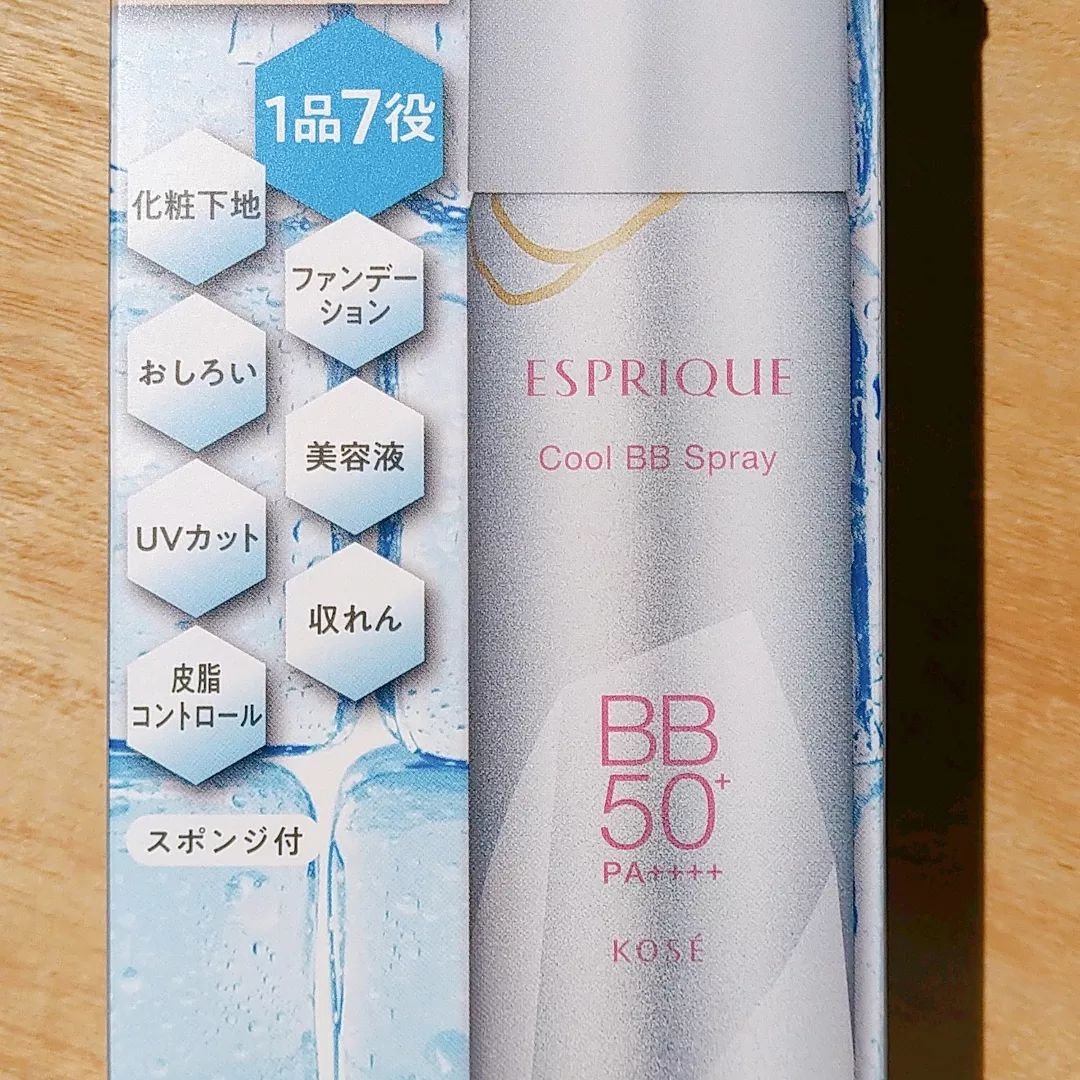 1品7役
化粧下地
ファンデー
ション
おしろい
美容液
UVカット
収れん
皮脂
コントロール
スポンジ付
ESPRIQUE
Cool BB Spray
BB
50+
PA++++
KOSÉ